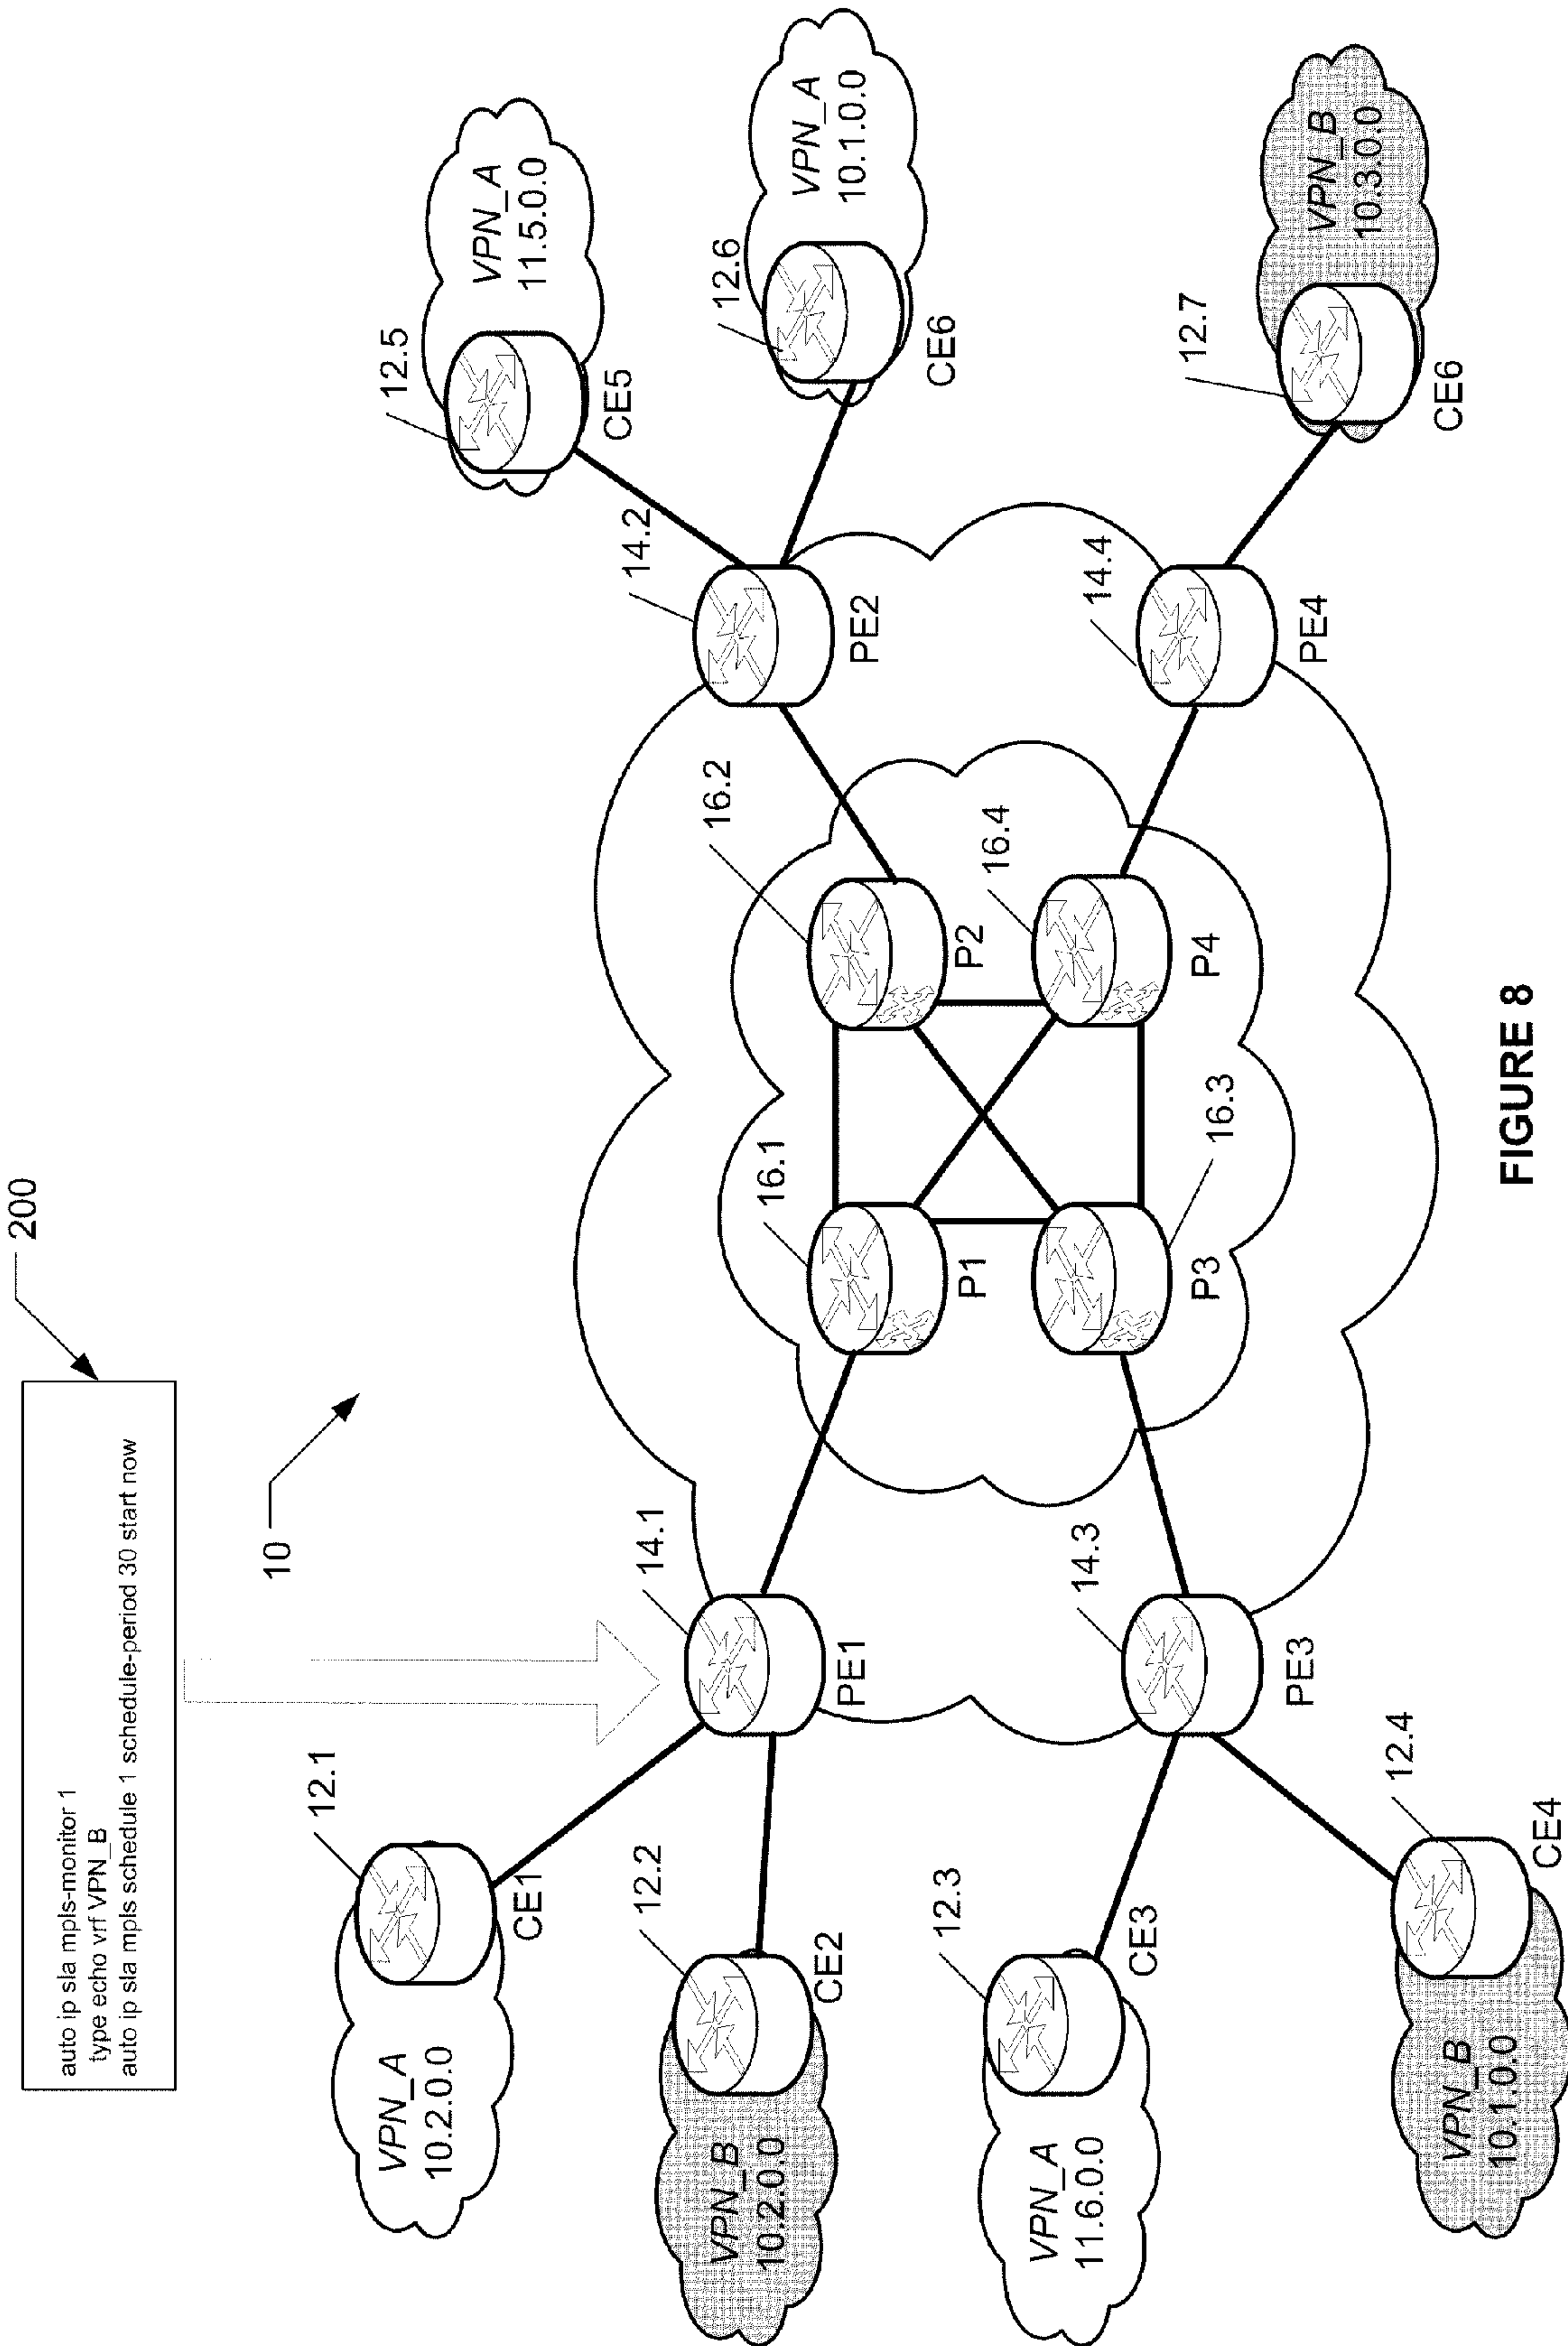 200
auto ip sla mpls-monitor 1
type echo vrf VPN_B
auto ip sla mpls schedule 1 schedule-period 30 start now
10
12.1
VPN_A
10.2.0.0
CE1
12.2
VPN_B
10.2.0.0
CE2
12.3
VPN_A
11.6.0.0
CE3
12.4
VPN_B
10.1.0.0
CE4
14.1
PE1
14.3
PE3
16.1
P1
16.2
P2
16.3
P3
16.4
P4
14.2
PE2
14.4
PE4
12.5
VPN_A
11.5.0.0
CE5
12.6
VPN_A
10.1.0.0
CE6
12.7
VPN_B
10.3.0.0
CE6
FIGURE 8